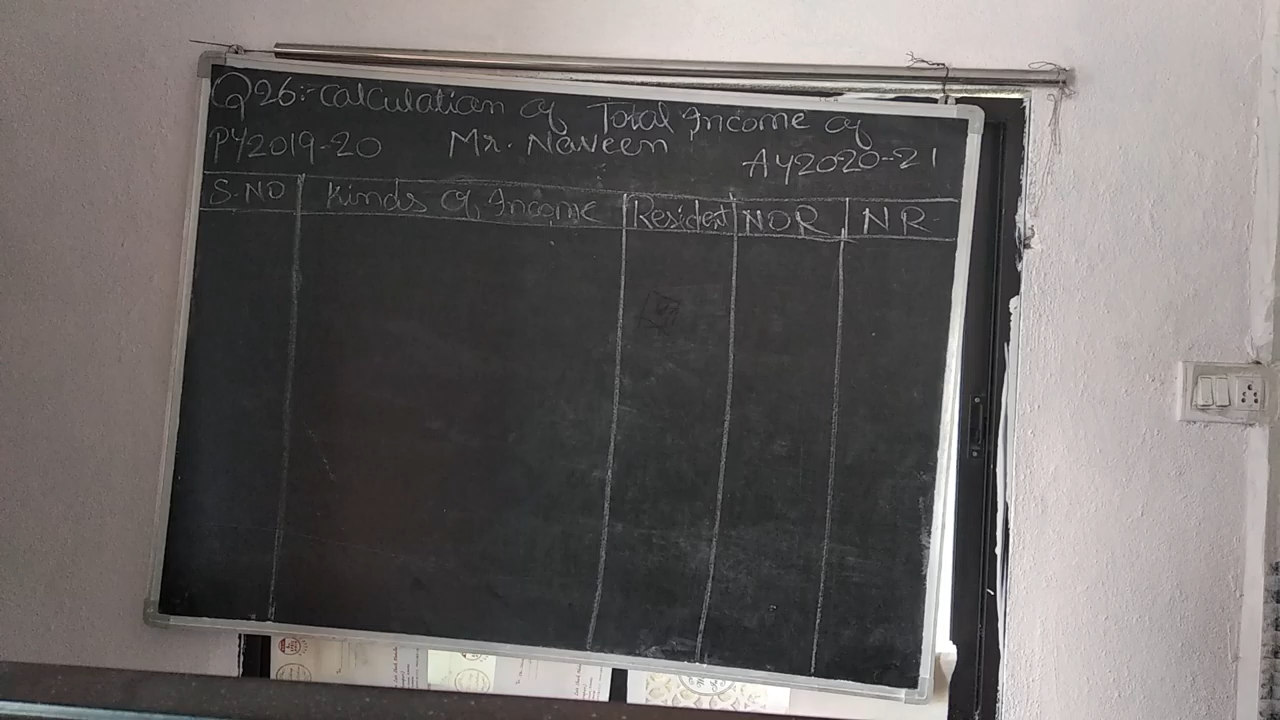 Q26:- Calculation of Total Income of
PY2019-20 Mr. Naveen AY2020-21
S.NO Kinds of Income Resident NOR NR